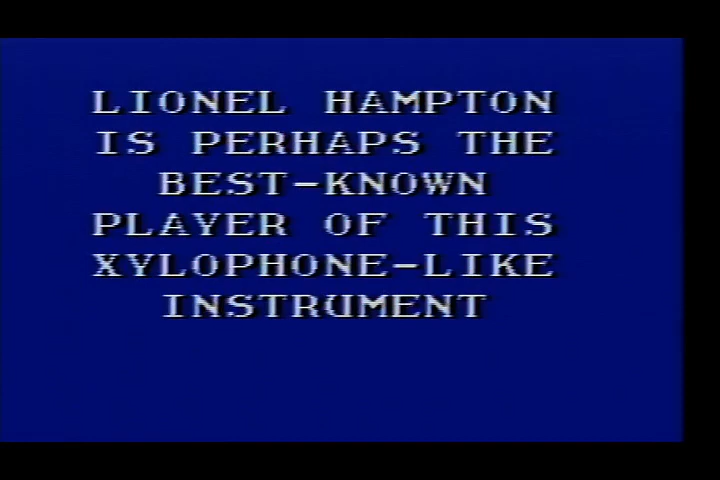 LIONEL HAMPTON
IS PERHAPS THE
BEST-KNOWN
PLAYER OF THIS
XYLOPHONE-LIKE
INSTRUMENT